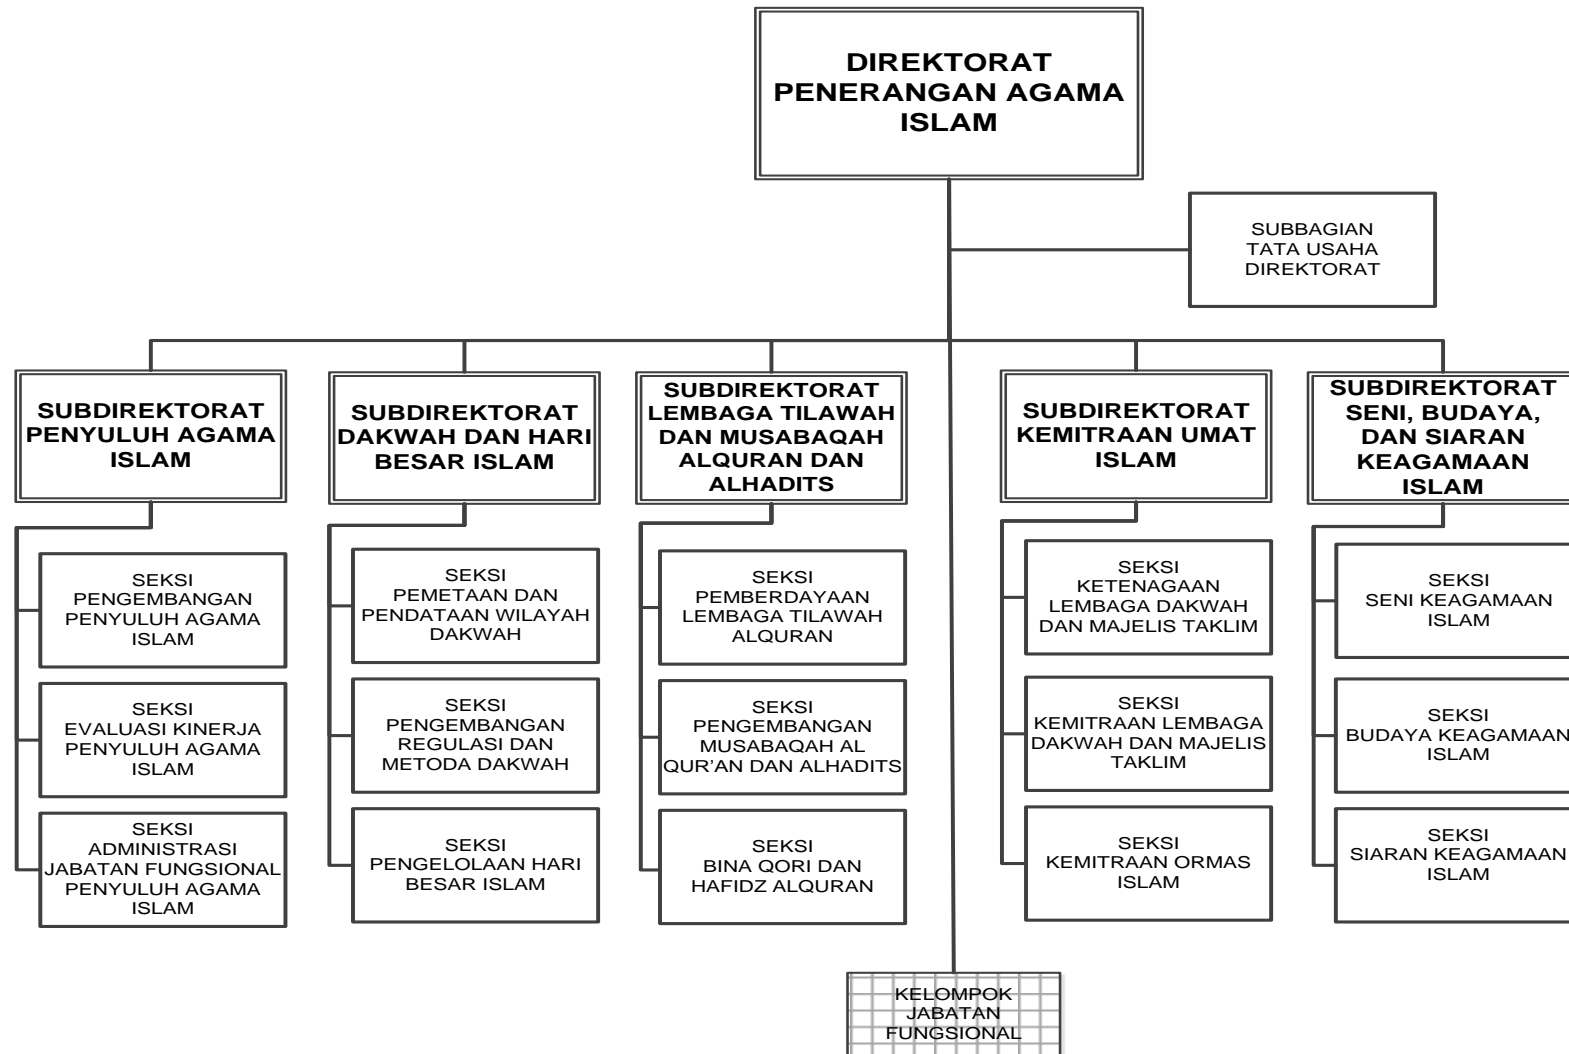 DIREKTORAT
PENERANGAN AGAMA
ISLAM
SUBBAGIAN
TATA USAHA
DIREKTORAT
SUBDIREKTORAT
PENYULUH AGAMA
ISLAM
SUBDIREKTORAT
DAKWAH DAN HARI
BESAR ISLAM
SUBDIREKTORAT
LEMBAGA TILAWAH
DAN MUSABAQAH
ALQURAN DAN
ALHADITS
SUBDIREKTORAT
KEMITRAAN UMAT
ISLAM
SUBDIREKTORAT
SENI, BUDAYA,
DAN SIARAN
KEAGAMAAN
ISLAM
SEKSI
PENGEMBANGAN
PENYULUH AGAMA
ISLAM
SEKSI
EVALUASI KINERJA
PENYULUH AGAMA
ISLAM
SEKSI
ADMINISTRASI
JABATAN FUNGSIONAL
PENYULUH AGAMA
ISLAM
SEKSI
PEMETAAN DAN
PENDATAAN WILAYAH
DAKWAH
SEKSI
PENGEMBANGAN
REGULASI DAN
METODA DAKWAH
SEKSI
PENGELOLAAN HARI
BESAR ISLAM
SEKSI
PEMBERDAYAAN
LEMBAGA TILAWAH
ALQURAN
SEKSI
PENGEMBANGAN
MUSABAQAH AL
QUR’AN DAN ALHADITS
SEKSI
BINA QORI DAN
HAFIDZ ALQURAN
SEKSI
KETENAGAAN
LEMBAGA DAKWAH
DAN MAJELIS TAKLIM
SEKSI
KEMITRAAN LEMBAGA
DAKWAH DAN MAJELIS
TAKLIM
SEKSI
KEMITRAAN ORMAS
ISLAM
SEKSI
SENI KEAGAMAAN
ISLAM
SEKSI
BUDAYA KEAGAMAAN
ISLAM
SEKSI
SIARAN KEAGAMAAN
ISLAM
KELOMPOK
JABATAN
FUNGSIONAL